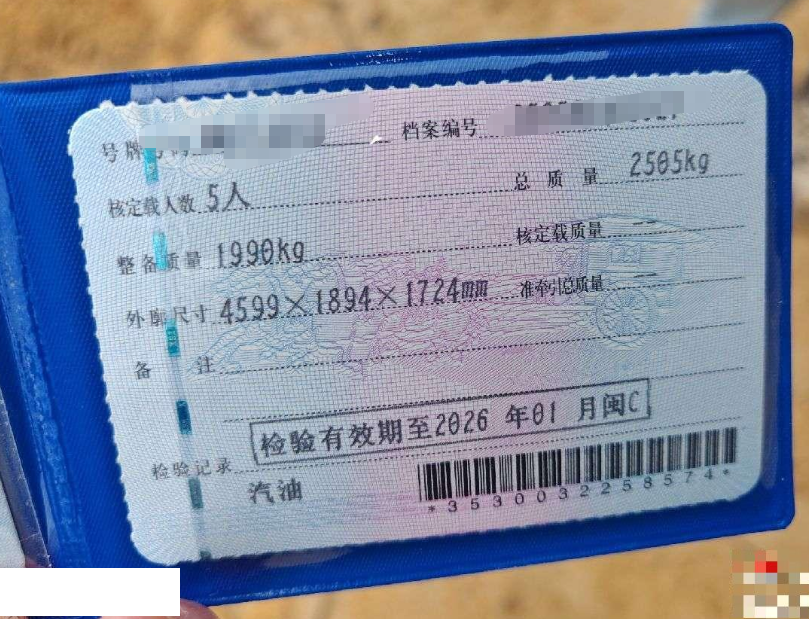 号牌号码 档案编号
核定载人数 5人 总质量 2505kg
整备质量 1990kg 核定载质量 --
外廓尺寸 4599×1894×1724mm 准牵引总质量 --
备注
检验有效期至2026 年01 月闽C
检验记录
汽油
*3530032258574*